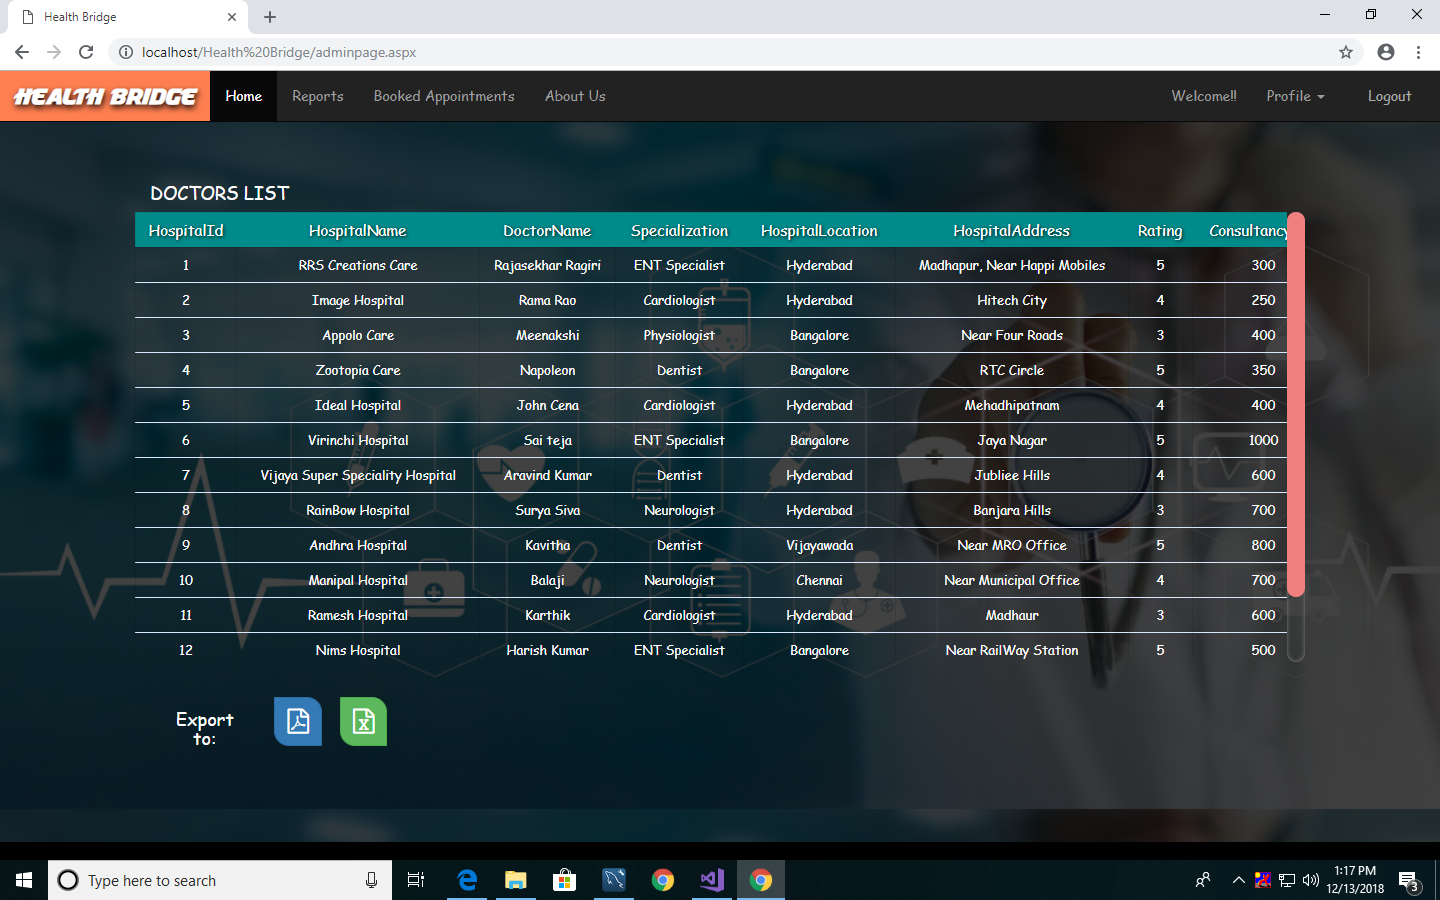 Health Bridge
localhost/Health%20Bridge/adminpage.aspx
HEALTH BRIDGE Home Reports Booked Appointments About Us Welcome!! Profile Logout
DOCTORS LIST
HospitalId HospitalName DoctorName Specialization HospitalLocation HospitalAddress Rating Consultancy
1 RRS Creations Care Rajasekhar Ragiri ENT Specialist Hyderabad Madhapur, Near Happi Mobiles 5 300
2 Image Hospital Rama Rao Cardiologist Hyderabad Hitech City 4 250
3 Appolo Care Meenakshi Physiologist Bangalore Near Four Roads 3 400
4 Zootopia Care Napoleon Dentist Bangalore RTC Circle 5 350
5 Ideal Hospital John Cena Cardiologist Hyderabad Mehadhipatnam 4 400
6 Virinchi Hospital Sai teja ENT Specialist Bangalore Jaya Nagar 5 1000
7 Vijaya Super Speciality Hospital Aravind Kumar Dentist Hyderabad Jubliee Hills 4 600
8 RainBow Hospital Surya Siva Neurologist Hyderabad Banjara Hills 3 700
9 Andhra Hospital Kavitha Dentist Vijayawada Near MRO Office 5 800
10 Manipal Hospital Balaji Neurologist Chennai Near Municipal Office 4 700
11 Ramesh Hospital Karthik Cardiologist Hyderabad Madhaur 3 600
12 Nims Hospital Harish Kumar ENT Specialist Bangalore Near RailWay Station 5 500
Export
to:
Type here to search
1:17 PM
12/13/2018
3